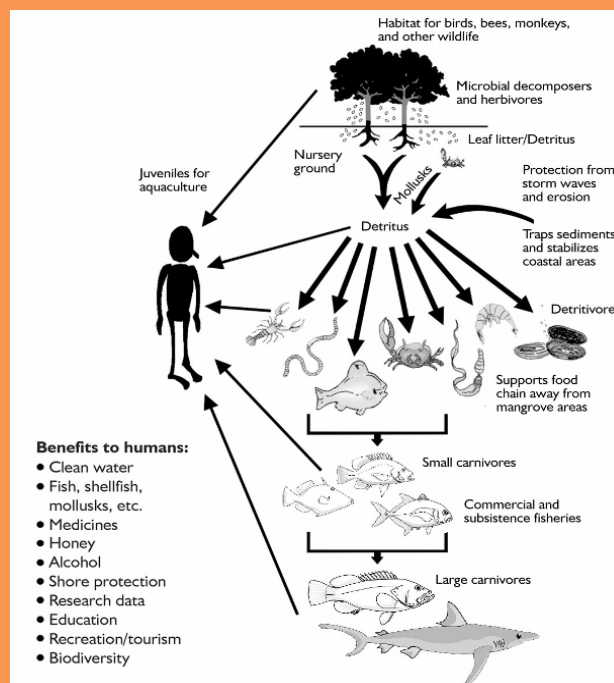 Habitat for birds, bees, monkeys,
and other wildlife
Microbial decomposers
and herbivores
Leaf litter/Detritus
Nursery
ground
Mollusks
Juveniles for
aquaculture
Protection from
storm waves
and erosion
Detritus
Traps sediments
and stabilizes
coastal areas
Detritivore
Supports food
chain away from
mangrove areas
Small carnivores
Commercial and
subsistence fisheries
Large carnivores
Benefits to humans:
• Clean water
• Fish, shellfish,
mollusks, etc.
• Medicines
• Honey
• Alcohol
• Shore protection
• Research data
• Education
• Recreation/tourism
• Biodiversity